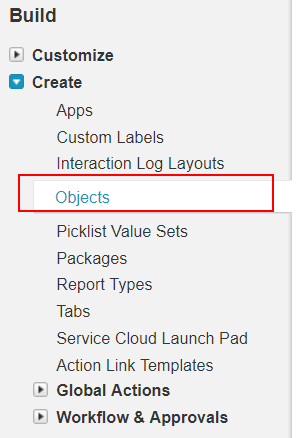 Build
Customize
Create
Apps
Custom Labels
Interaction Log Layouts
Objects
Picklist Value Sets
Packages
Report Types
Tabs
Service Cloud Launch Pad
Action Link Templates
Global Actions
Workflow & Approvals